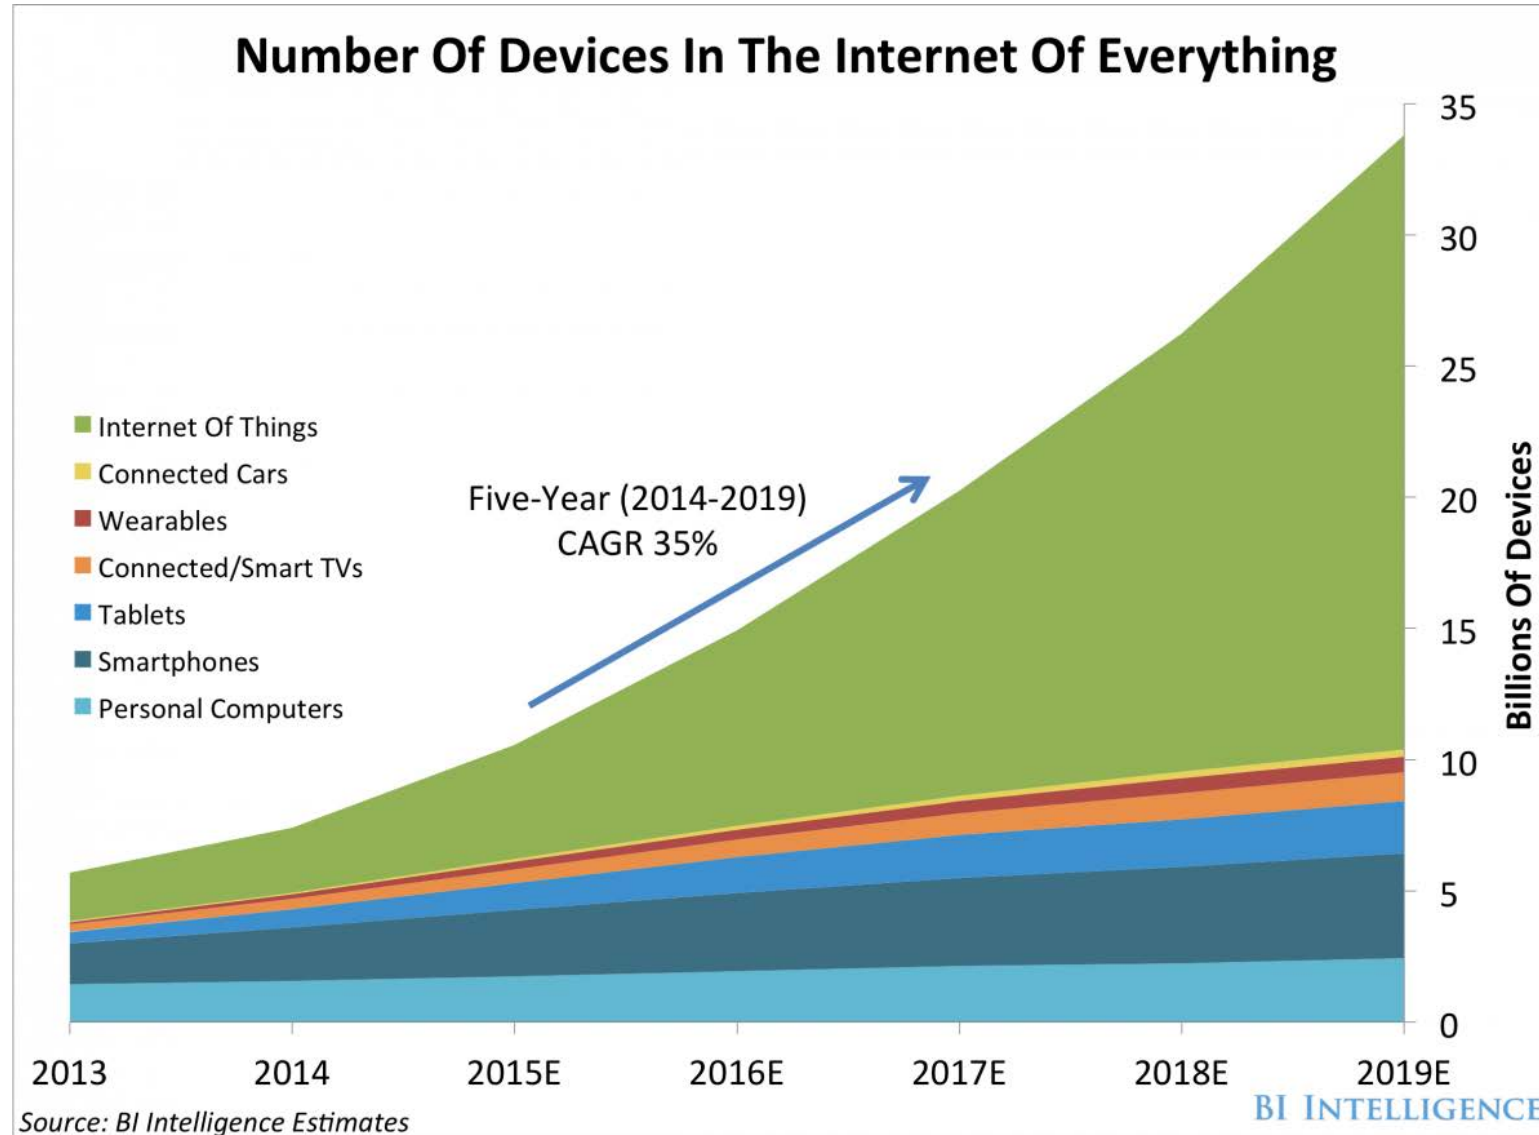 Number Of Devices In The Internet Of Everything
35
30
25
20
15
10
5
0
Billions Of Devices
Internet Of Things
Connected Cars
Wearables
Connected/Smart TVs
Tablets
Smartphones
Personal Computers
Five-Year (2014-2019)
CAGR 35%
2013 2014 2015E 2016E 2017E 2018E 2019E
Source: BI Intelligence Estimates
BI INTELLIGENCE